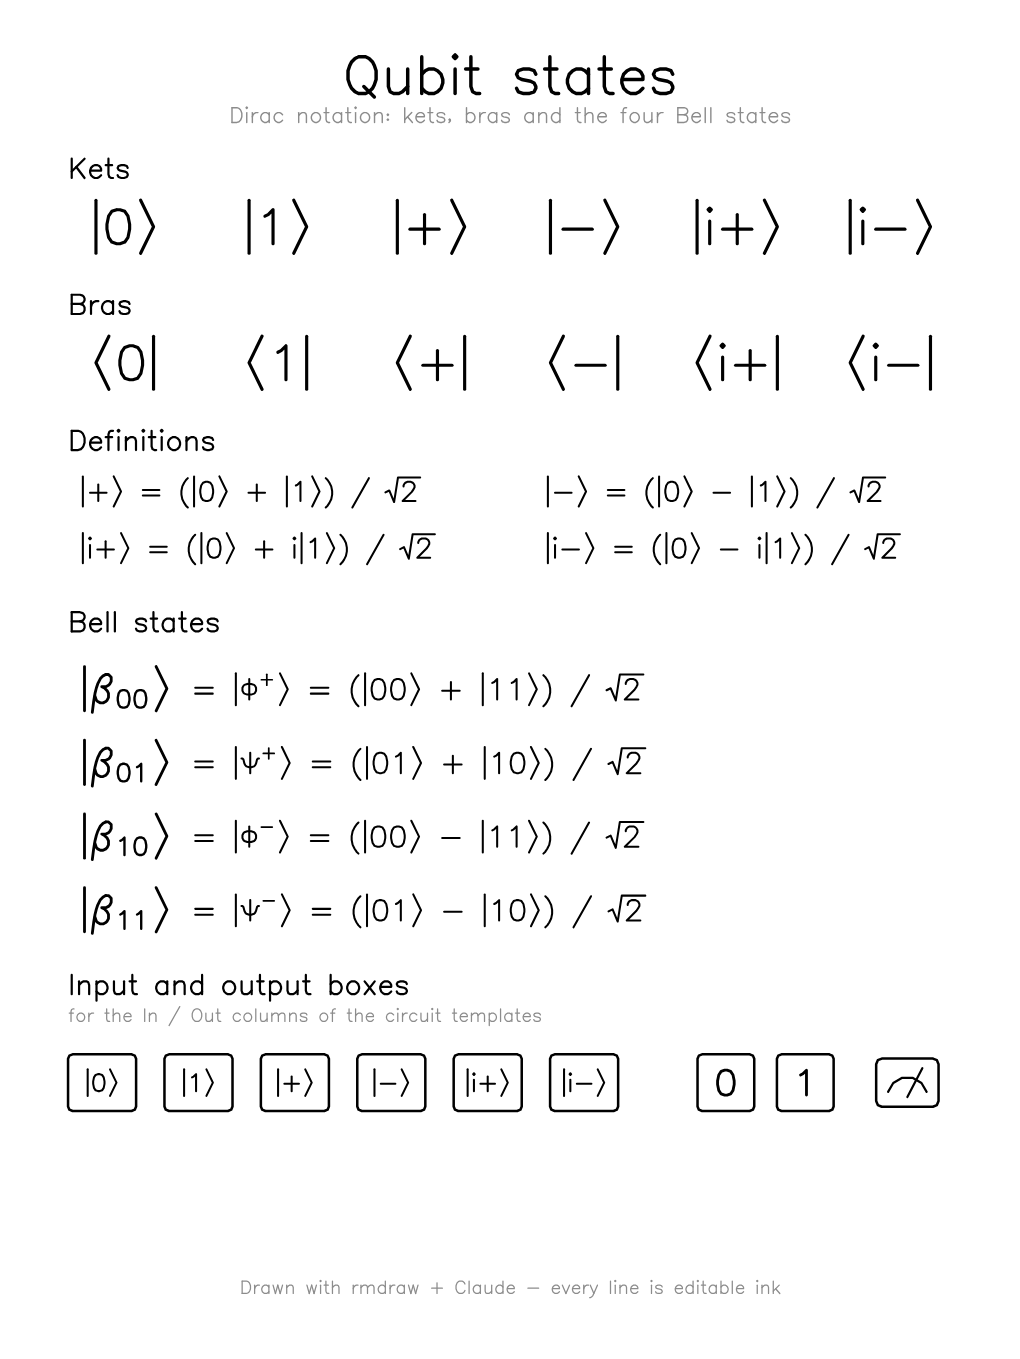 Qubit states
Dirac notation: kets, bras and the four Bell states
Kets
|0⟩ |1⟩ |+⟩ |−⟩ |i+⟩ |i−⟩
Bras
⟨0| ⟨1| ⟨+| ⟨−| ⟨i+| ⟨i−|
Definitions
|+⟩ = (|0⟩ + |1⟩) / √2 |−⟩ = (|0⟩ − |1⟩) / √2
|i+⟩ = (|0⟩ + i|1⟩) / √2 |i−⟩ = (|0⟩ − i|1⟩) / √2
Bell states
|β₀₀⟩ = |ϕ⁺⟩ = (|00⟩ + |11⟩) / √2
|β₀₁⟩ = |ψ⁺⟩ = (|01⟩ + |10⟩) / √2
|β₁₀⟩ = |ϕ⁻⟩ = (|00⟩ − |11⟩) / √2
|β₁₁⟩ = |ψ⁻⟩ = (|01⟩ − |10⟩) / √2
Input and output boxes
for the In / Out columns of the circuit templates
|0⟩ |1⟩ |+⟩ |−⟩ |i+⟩ |i−⟩ 0 1
Drawn with rmdraw + Claude — every line is editable ink